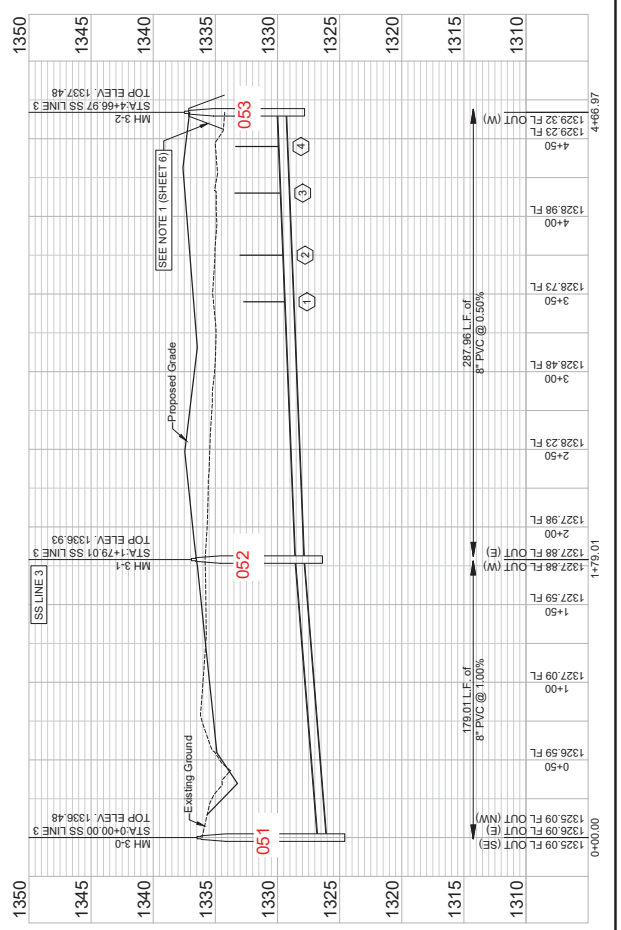 SS LINE 3
1350
1345
1340
1335
1330
1325
1320
1315
1310
MH 3-0
STA:0+00.00 SS LINE 3
TOP ELEV. 1336.48
MH 3-1
STA:1+79.01 SS LINE 3
TOP ELEV. 1336.93
MH 3-2
STA:4+66.97 SS LINE 3
TOP ELEV. 1337.48
SEE NOTE 1 (SHEET 6)
Existing Ground
Proposed Grade
051
052
053
1
2
3
4
179.01 L.F. of
8" PVC @ 1.00%
287.96 L.F. of
8" PVC @ 0.50%
1325.09 FL OUT (NW)
1326.09 FL OUT (E)
1325.09 FL OUT (SE)
1326.59 FL
0+50
1327.09 FL
1+00
1327.59 FL
1+50
1327.88 FL OUT (W)
1327.88 FL OUT (E)
1327.98 FL
2+00
1328.23 FL
2+50
1328.48 FL
3+00
1328.73 FL
3+50
1328.98 FL
4+00
1329.23 FL
4+50
1329.32 FL OUT (W)
0+00.00
1+79.01
4+66.97
1350
1345
1340
1335
1330
1325
1320
1315
1310